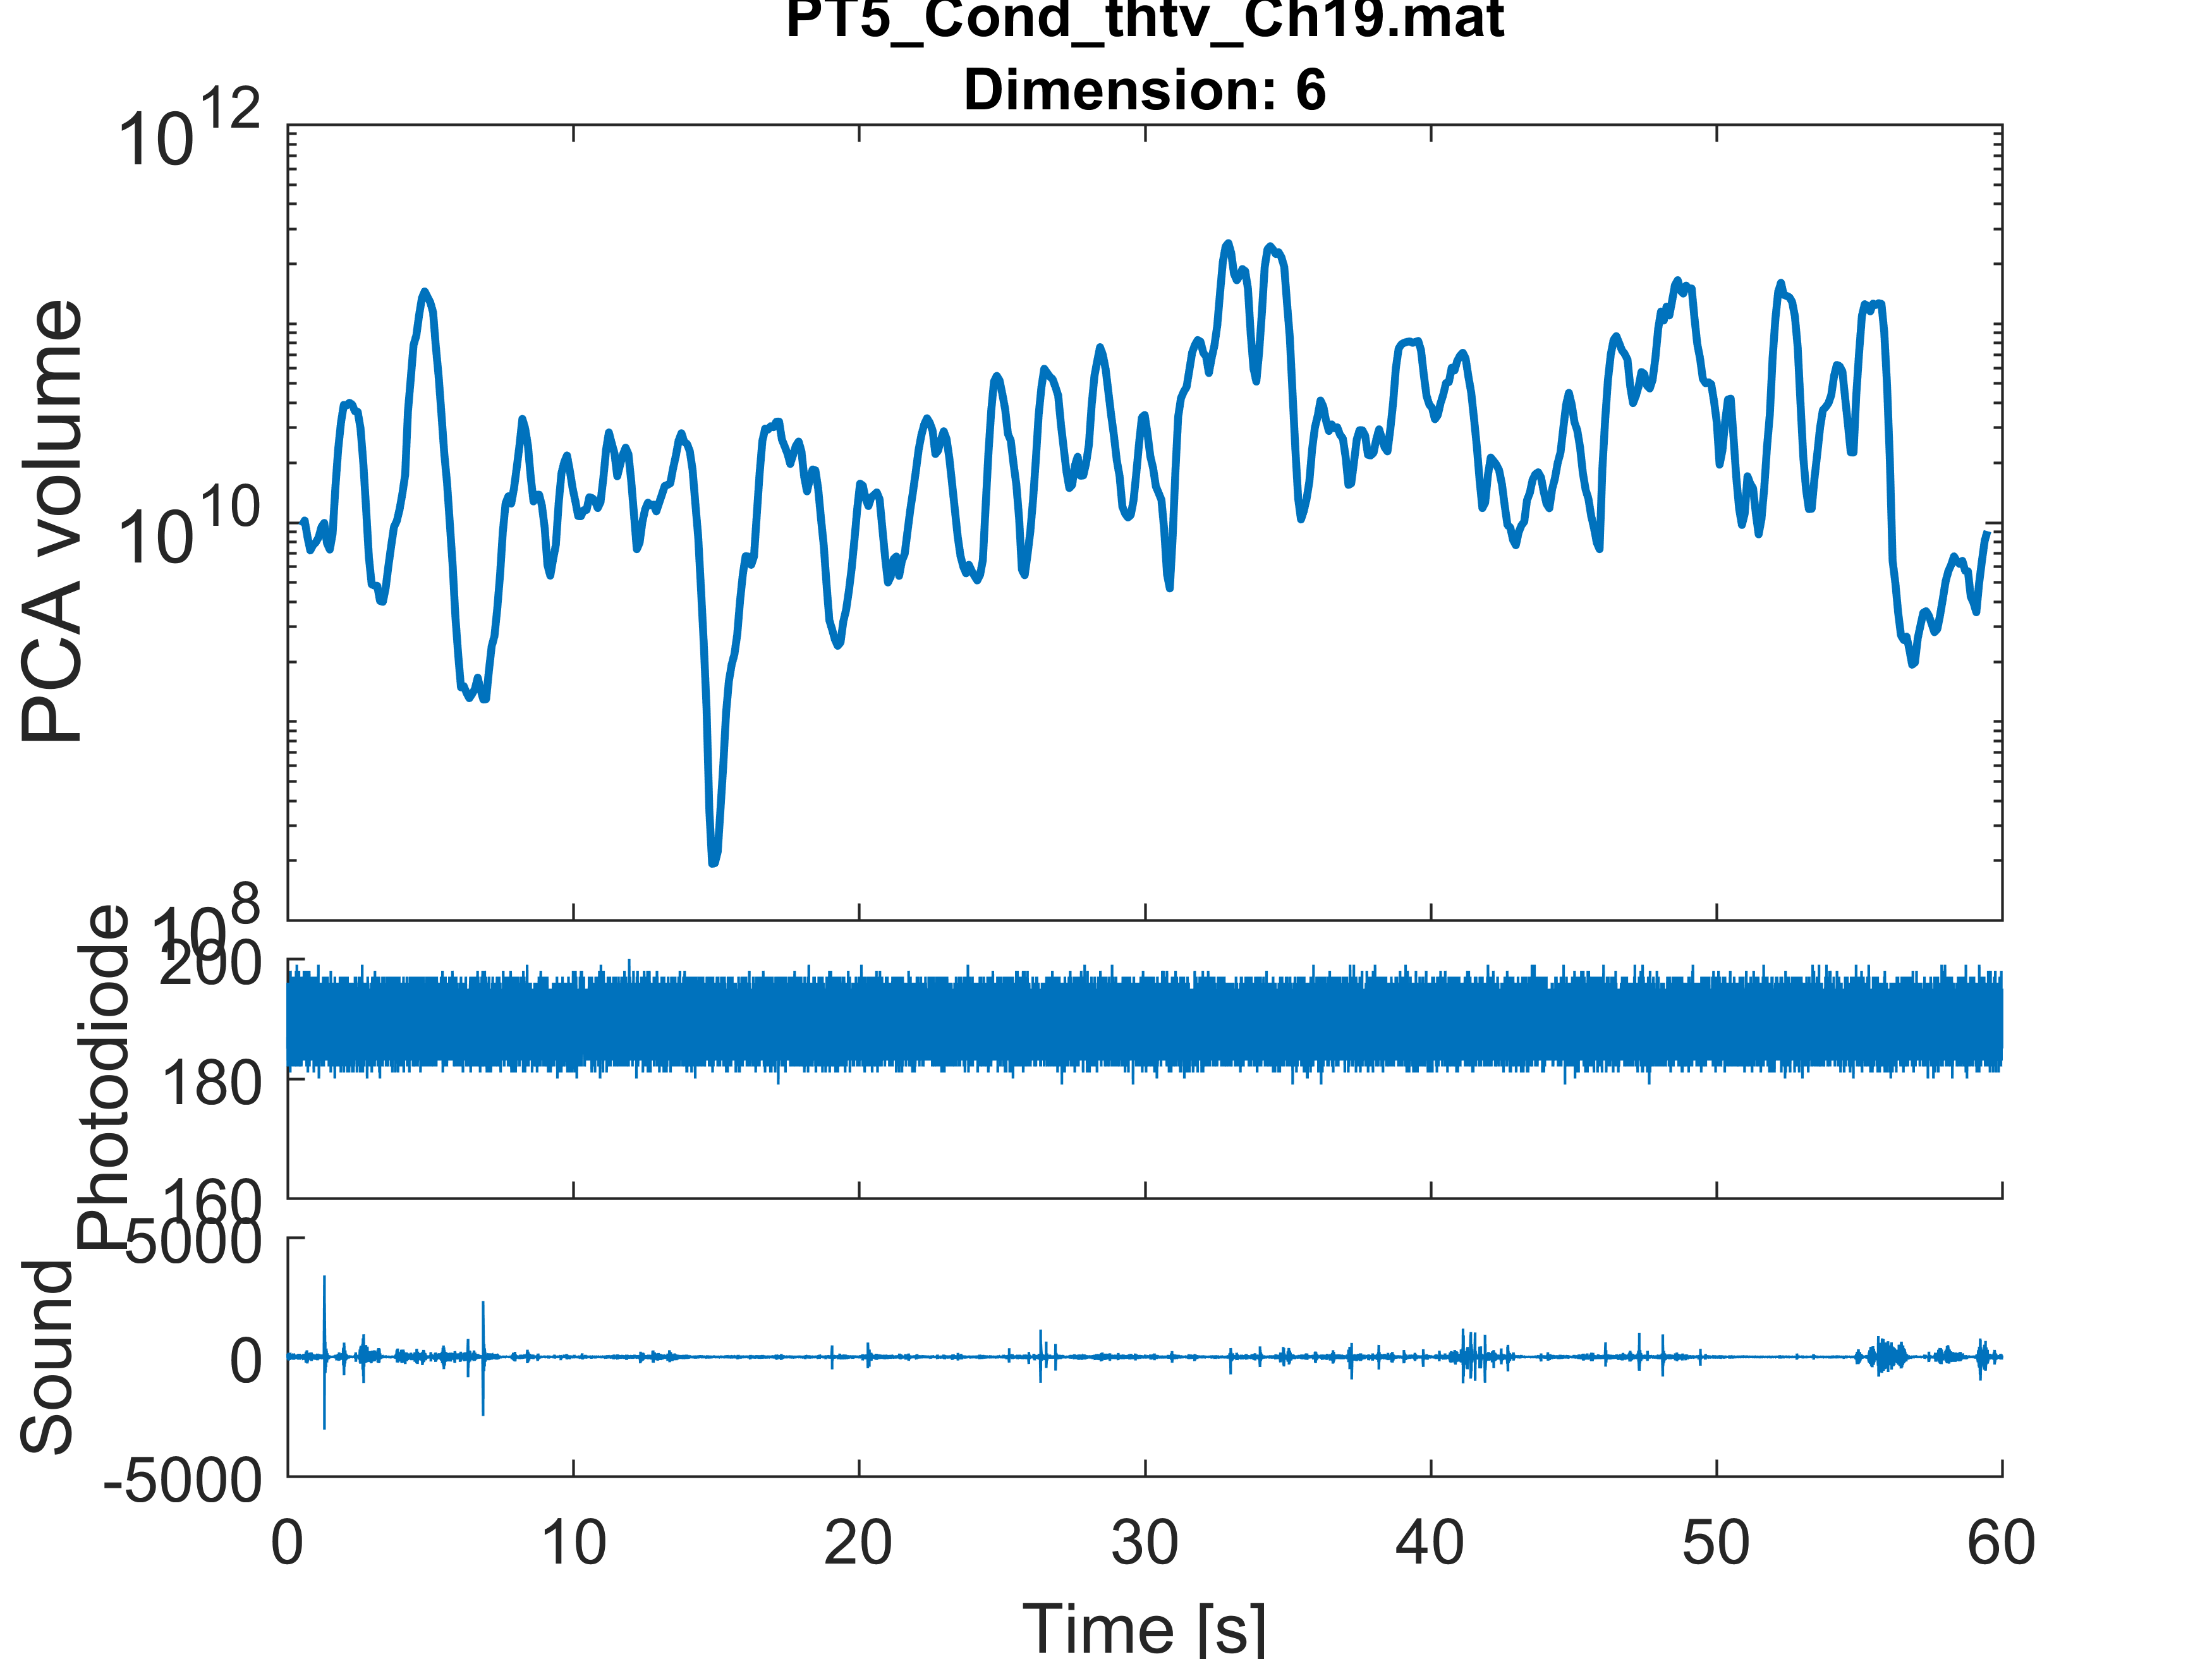 PT5_Cond_thtv_Ch19.mat
Dimension: 6
10^12
10^10
10^8
PCA volume
200
180
160
Photodiode
5000
0
-5000
Sound
0 10 20 30 40 50 60
Time [s]